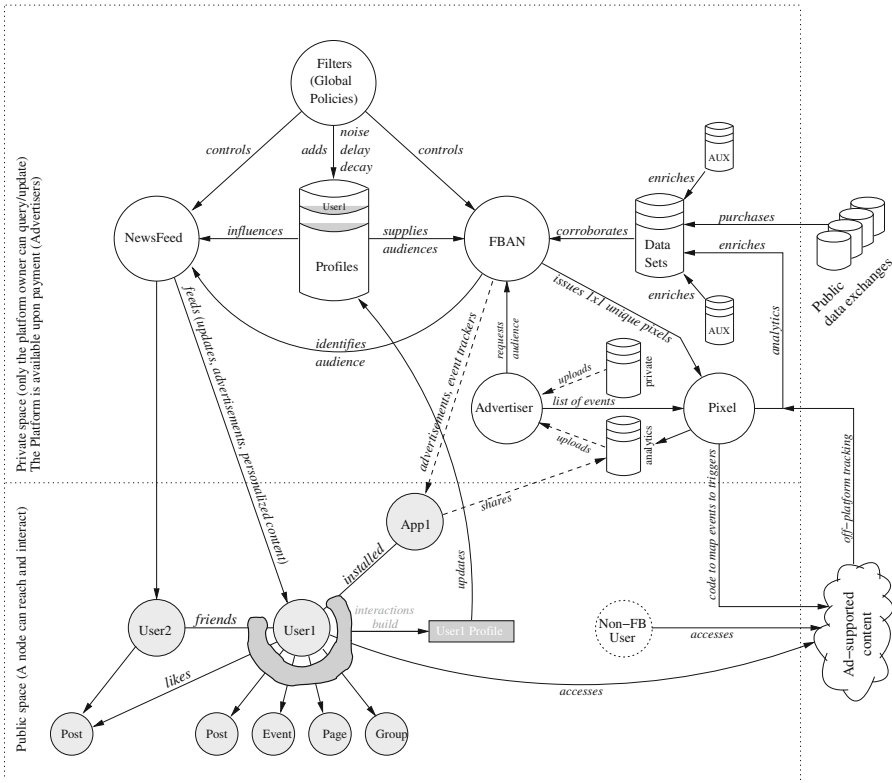 Filters
(Global
Policies)
controls
adds
noise
delay
decay
controls
AUX
enriches
User1
Profiles
NewsFeed
influences
supplies
audiences
FBAN
corroborates
Data
Sets
purchases
enriches
enriches
AUX
Public
data exchanges
analytics
issues 1x1 unique pixels
identifies
audience
requests
audience
feeds (updates, advertisements, personalized content)
advertisements, event trackers
Advertiser
uploads
private
list of events
Pixel
uploads
analytics
shares
App1
installed
updates
code to map events to triggers
off−platform tracking
Private space (only the platform owner can query/update)
The Platform is available upon payment (Advertisers)
Public space (A node can reach and interact)
User2
friends
User1
interactions
build
User1 Profile
Non−FB
User
accesses
Ad−supported
content
accesses
likes
Post
Post
Event
Page
Group